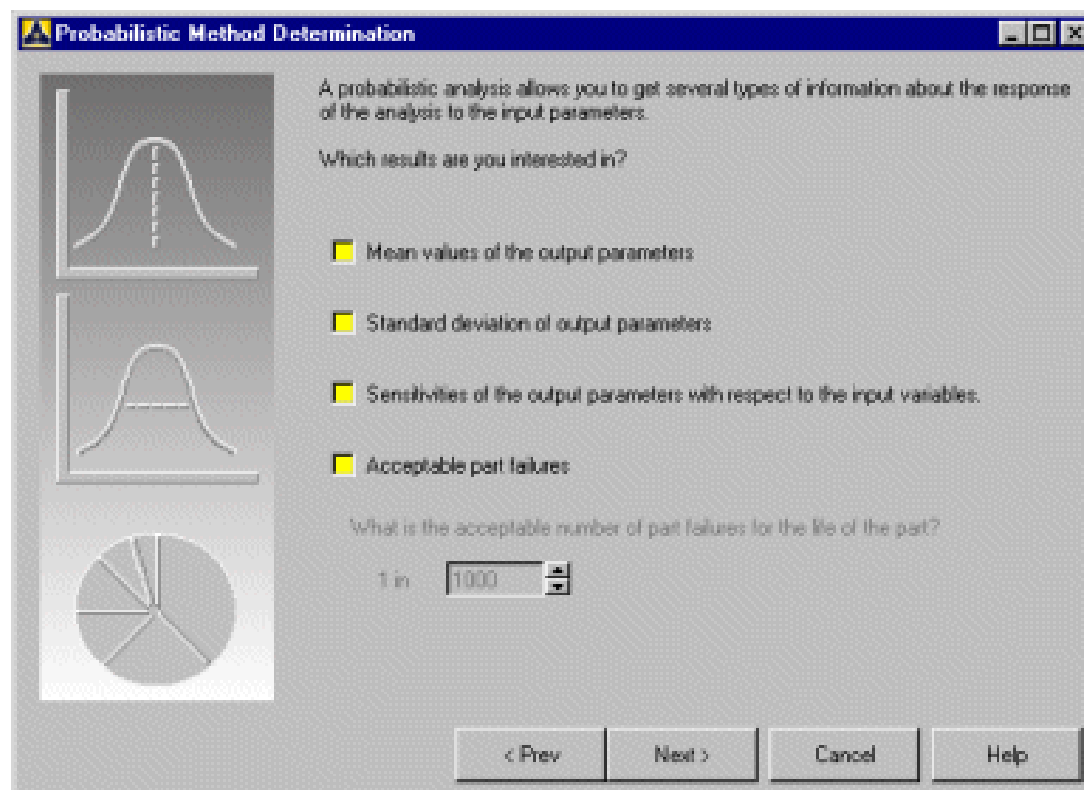 Probabilistic Method Determination
A probabilistic analysis allows you to get several types of information about the response
of the analysis to the input parameters.
Which results are you interested in?
Mean values of the output parameters
Standard deviation of output parameters
Sensitivities of the output parameters with respect to the input variables.
Acceptable part failures
What is the acceptable number of part failures for the life of the part?
1 in 1000
< Prev Next > Cancel Help